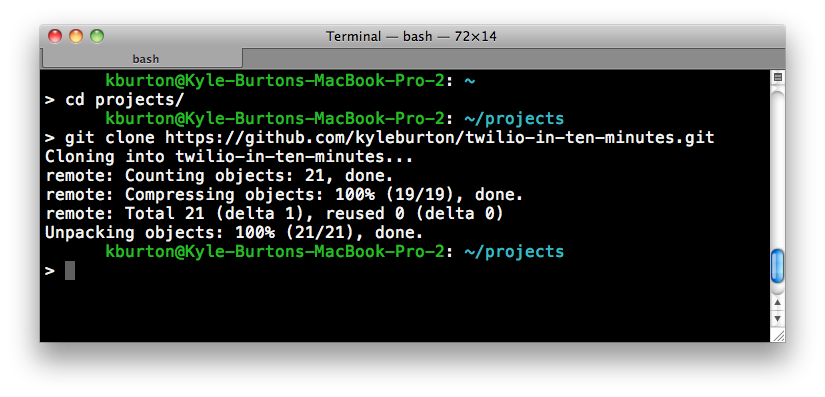 Terminal — bash — 72×14
bash
kburton@Kyle-Burtons-MacBook-Pro-2: ~
> cd projects/
kburton@Kyle-Burtons-MacBook-Pro-2: ~/projects
> git clone https://github.com/kyleburton/twilio-in-ten-minutes.git
Cloning into twilio-in-ten-minutes...
remote: Counting objects: 21, done.
remote: Compressing objects: 100% (19/19), done.
remote: Total 21 (delta 1), reused 0 (delta 0)
Unpacking objects: 100% (21/21), done.
kburton@Kyle-Burtons-MacBook-Pro-2: ~/projects
>